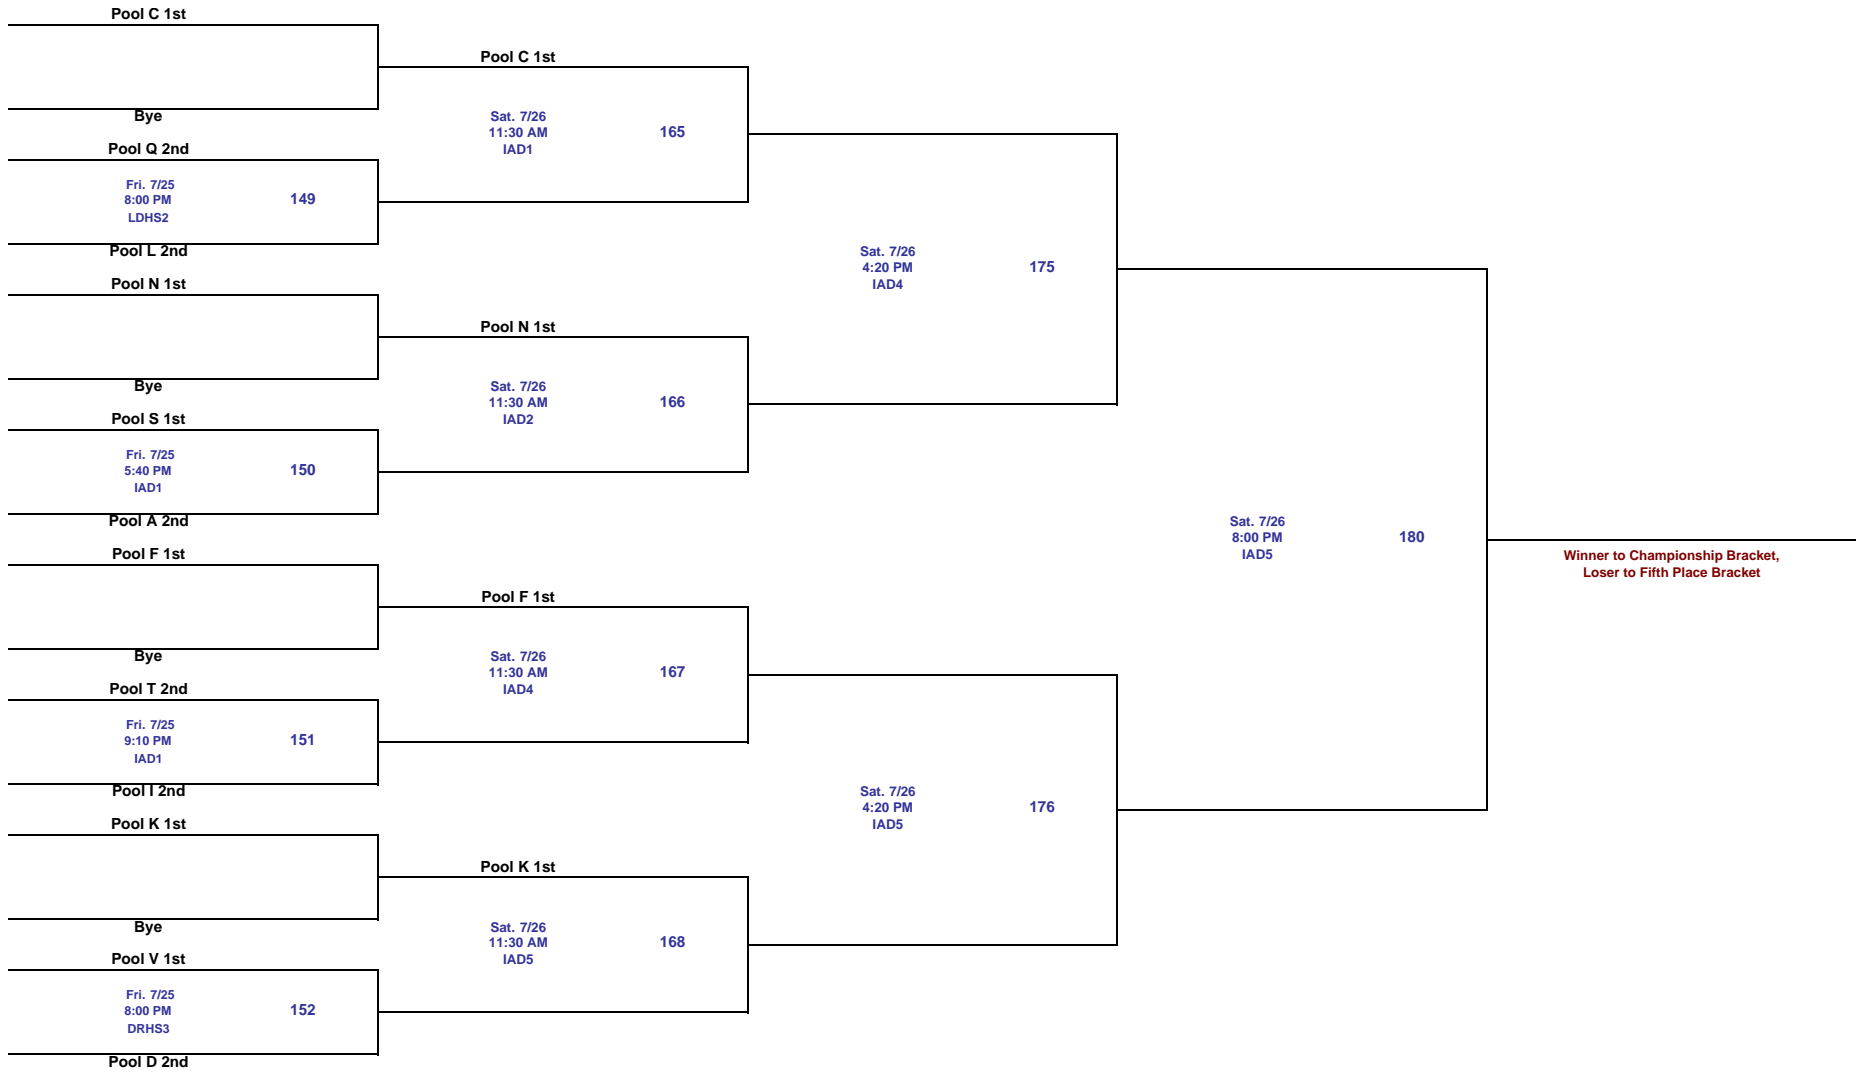 Pool C 1st
Bye
Pool Q 2nd
Fri. 7/25
8:00 PM
LDHS2
149
Pool L 2nd
Pool N 1st
Bye
Pool S 1st
Fri. 7/25
5:40 PM
IAD1
150
Pool A 2nd
Pool F 1st
Bye
Pool T 2nd
Fri. 7/25
9:10 PM
IAD1
151
Pool I 2nd
Pool K 1st
Bye
Pool V 1st
Fri. 7/25
8:00 PM
DRHS3
152
Pool D 2nd
Pool C 1st
Sat. 7/26
11:30 AM
IAD1
165
Pool N 1st
Sat. 7/26
11:30 AM
IAD2
166
Pool F 1st
Sat. 7/26
11:30 AM
IAD4
167
Pool K 1st
Sat. 7/26
11:30 AM
IAD5
168
Sat. 7/26
4:20 PM
IAD4
175
Sat. 7/26
4:20 PM
IAD5
176
Sat. 7/26
8:00 PM
IAD5
180
Winner to Championship Bracket,
Loser to Fifth Place Bracket